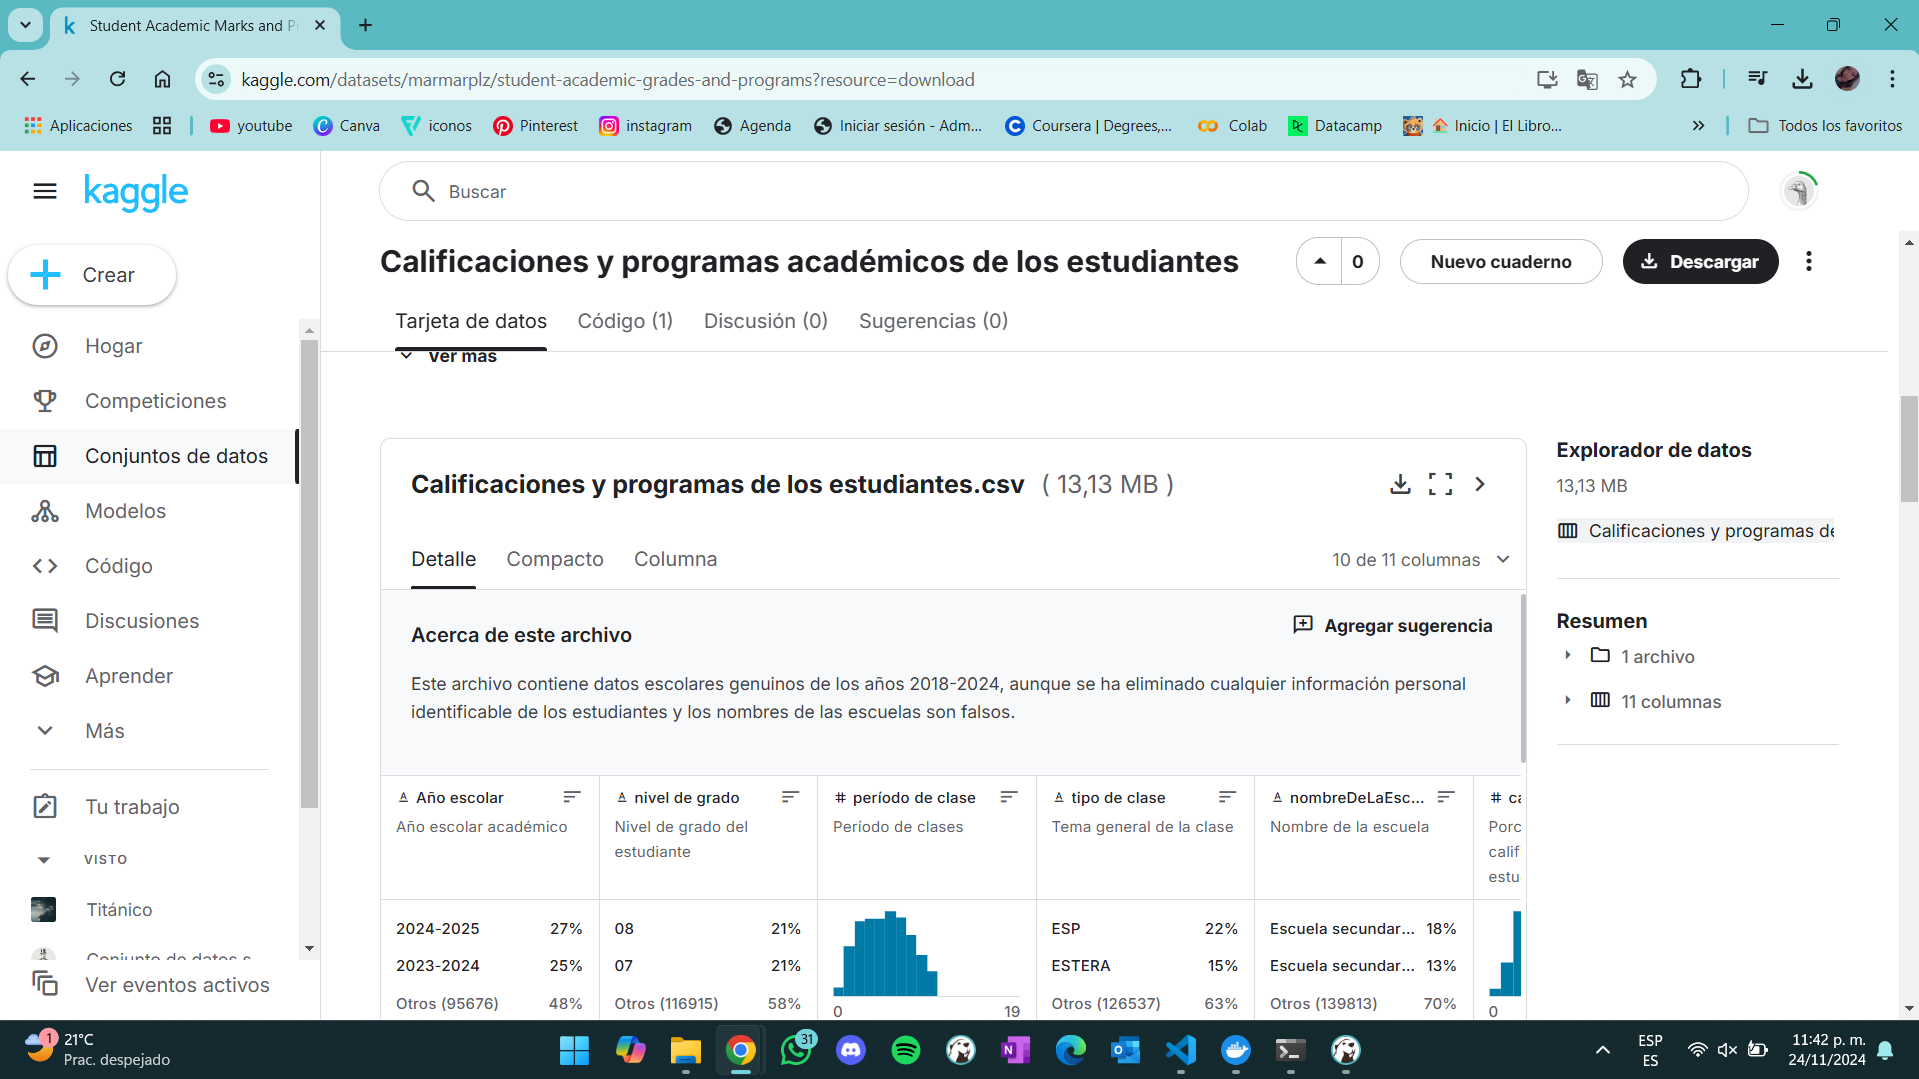 Student Academic Marks and Pr
kaggle.com/datasets/marmarplz/student-academic-grades-and-programs?resource=download
Aplicaciones youtube Canva iconos Pinterest instagram Agenda Iniciar sesión - Adm... Coursera | Degrees,... Colab Datacamp Inicio | El Libro... Todos los favoritos
kaggle
Buscar
Crear
Hogar
Competiciones
Conjuntos de datos
Modelos
Código
Discusiones
Aprender
Más
Tu trabajo
VISTO
Titánico
Conjunto de datos s
Ver eventos activos
Calificaciones y programas académicos de los estudiantes
0
Nuevo cuaderno
Descargar
Tarjeta de datos Código (1) Discusión (0) Sugerencias (0)
Ver más
Calificaciones y programas de los estudiantes.csv ( 13,13 MB )
Detalle Compacto Columna 10 de 11 columnas
Acerca de este archivo
Agregar sugerencia
Este archivo contiene datos escolares genuinos de los años 2018-2024, aunque se ha eliminado cualquier información personal
identificable de los estudiantes y los nombres de las escuelas son falsos.
A Año escolar A nivel de grado # período de clase A tipo de clase A nombreDeLaEsc... # ca
Año escolar académico Nivel de grado del Período de clases Tema general de la clase Nombre de la escuela Porc
estudiante calif
estu
2024-2025 27% 08 21% ESP 22% Escuela secundar... 18%
2023-2024 25% 07 21% ESTERA 15% Escuela secundar... 13%
Otros (95676) 48% Otros (116915) 58% Otros (126537) 63% Otros (139813) 70%
0 19 0
Explorador de datos
13,13 MB
Calificaciones y programas de
Resumen
1 archivo
11 columnas
1
21°C
Prac. despejado
31
ESP
ES
11:42 p. m.
24/11/2024